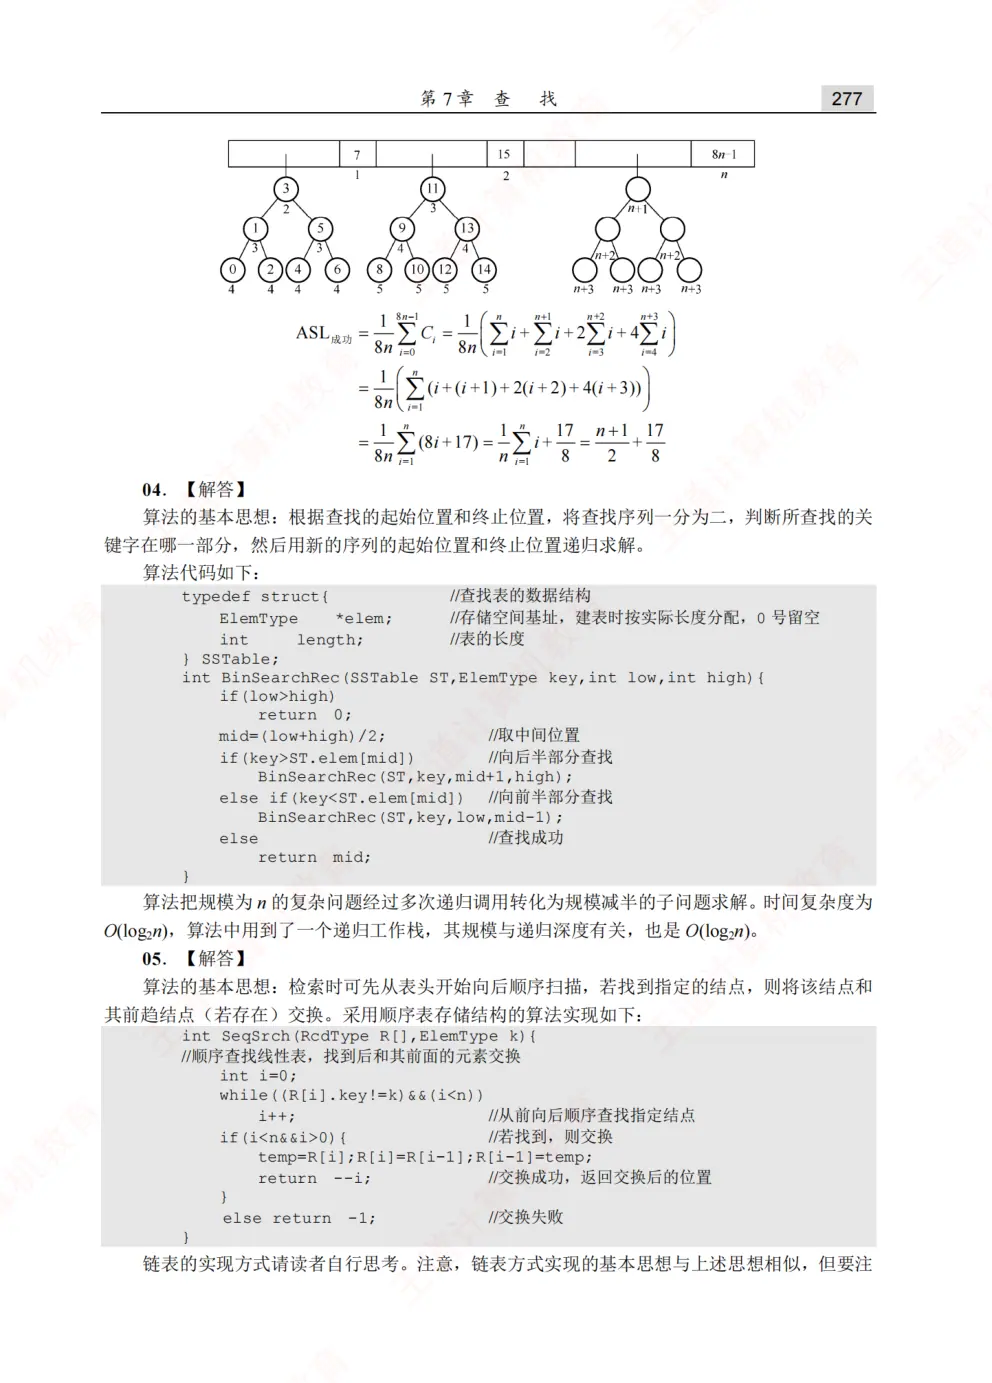 第 7 章 查 找
277
7 15 8n-1
1 2 n
3 11
2 3 n+1
1 5 9 13
3 3 4 4 n+2 n+2
0 2 4 6 8 10 12 14
4 4 4 4 5 5 5 5 n+3 n+3 n+3 n+3
ASL成功 = 1/8n ∑_{i=0}^{8n−1} C_i = 1/8n (∑_{i=1}^{n} i + ∑_{i=2}^{n+1} i + 2∑_{i=3}^{n+2} i + 4∑_{i=4}^{n+3} i)
= 1/8n (∑_{i=1}^{n} (i + (i+1) + 2(i+2) + 4(i+3)))
= 1/8n ∑_{i=1}^{n} (8i+17) = 1/n ∑_{i=1}^{n} i + 17/8 = n+1/2 + 17/8
04. 【解答】
算法的基本思想：根据查找的起始位置和终止位置，将查找序列一分为二，判断所查找的关
键字在哪一部分，然后用新的序列的起始位置和终止位置递归求解。
算法代码如下：
typedef struct{ //查找表的数据结构
ElemType *elem; //存储空间基址，建表时按实际长度分配，0 号留空
int length; //表的长度
} SSTable;
int BinSearchRec(SSTable ST,ElemType key,int low,int high){
if(low>high)
return 0;
mid=(low+high)/2; //取中间位置
if(key>ST.elem[mid]) //向后半部分查找
BinSearchRec(ST,key,mid+1,high);
else if(key<ST.elem[mid]) //向前半部分查找
BinSearchRec(ST,key,low,mid-1);
else //查找成功
return mid;
}
算法把规模为 n 的复杂问题经过多次递归调用转化为规模减半的子问题求解。时间复杂度为
O(log₂n)，算法中用到了一个递归工作栈，其规模与递归深度有关，也是 O(log₂n)。
05. 【解答】
算法的基本思想：检索时可先从表头开始向后顺序扫描，若找到指定的结点，则将该结点和
其前趋结点（若存在）交换。采用顺序表存储结构的算法实现如下：
int SeqSrch(RcdType R[],ElemType k){
//顺序查找线性表，找到后和其前面的元素交换
int i=0;
while((R[i].key!=k)&&(i<n))
i++; //从前向后顺序查找指定结点
if(i<n&&i>0){ //若找到，则交换
temp=R[i];R[i]=R[i-1];R[i-1]=temp;
return --i; //交换成功，返回交换后的位置
}
else return -1; //交换失败
}
链表的实现方式请读者自行思考。注意，链表方式实现的基本思想与上述思想相似，但要注